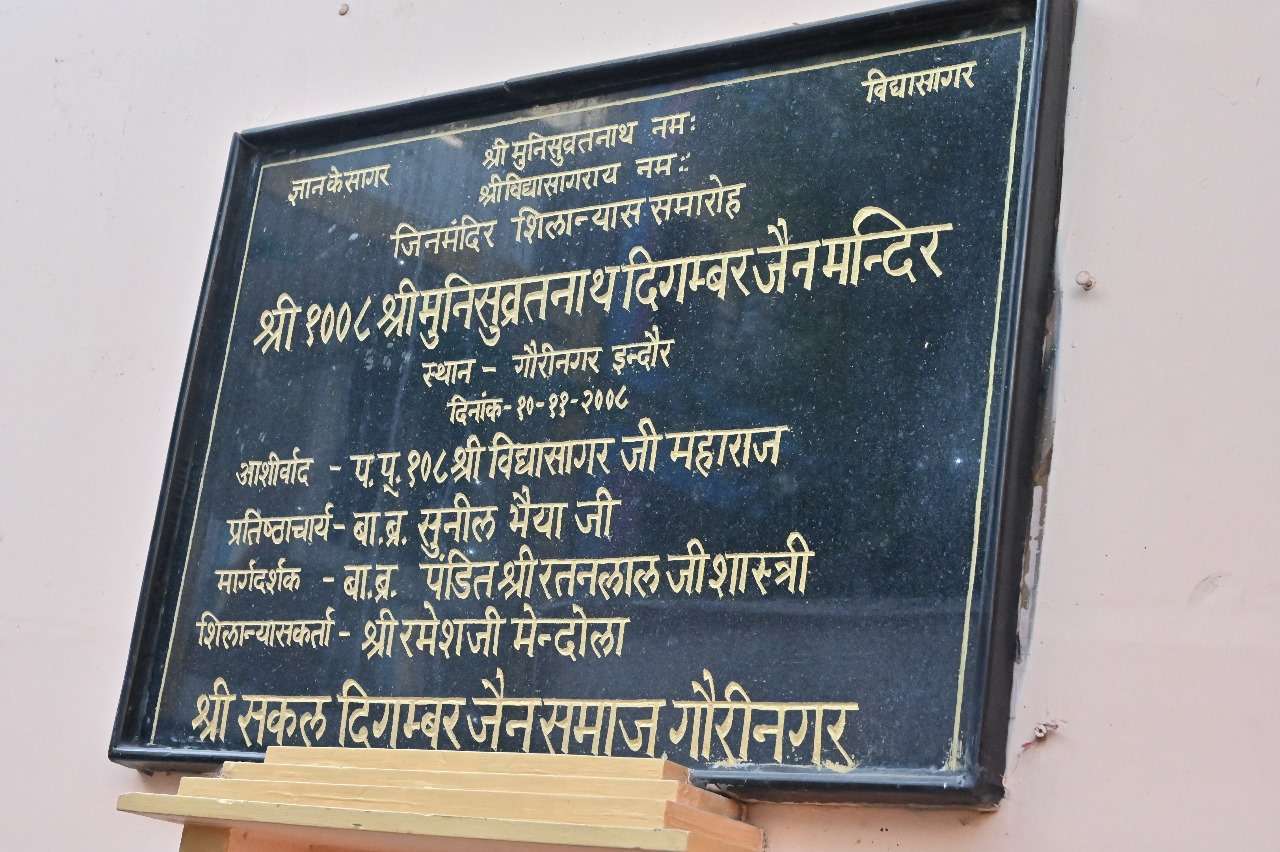 ज्ञान के सागर
विद्यासागर
श्री मुनिसुव्रतनाथ नमः
श्री विद्यासागराय नमः
जिनमंदिर शिलान्यास समारोह
श्री १००८ श्री मुनिसुव्रतनाथ दिगम्बर जैन मन्दिर
स्थान - गौरीनगर इन्दौर
दिनांक - १०-११-२००८
आशीर्वाद - प.पू. १०८ श्री विद्यासागर जी महाराज
प्रतिष्ठाचार्य - बा.ब्र. सुनील भैया जी
मार्गदर्शक - बा.ब्र. पंडित श्री रतनलाल जी शास्त्री
शिलान्यासकर्ता - श्री रमेशजी मेन्दोला
श्री सकल दिगम्बर जैन समाज गौरीनगर